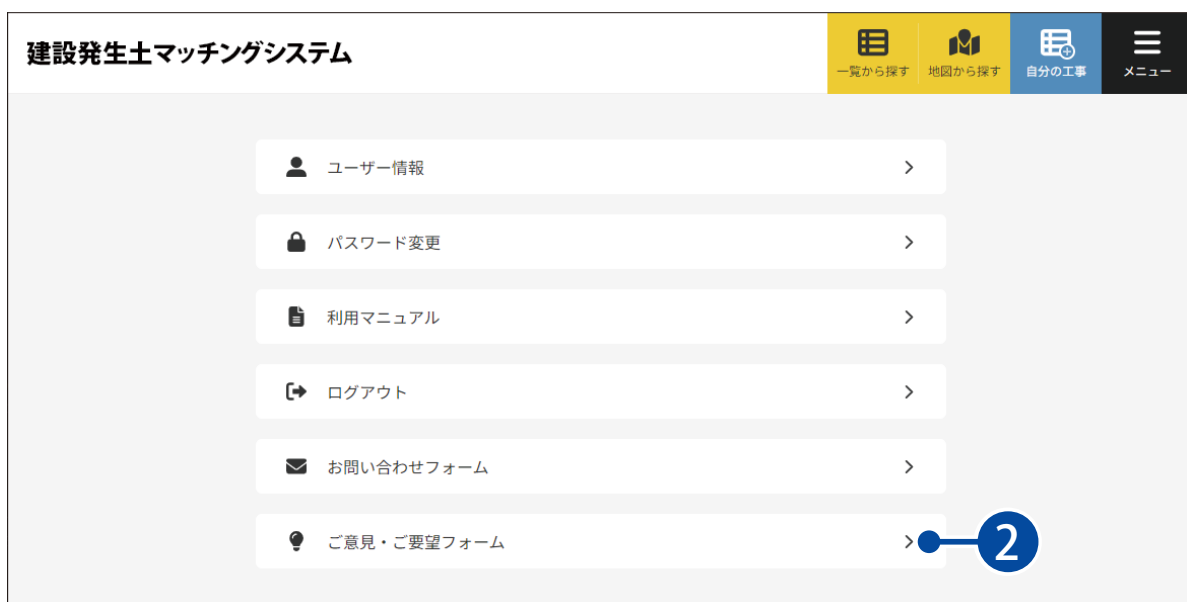 建設発生土マッチングシステム
一覧から探す
地図から探す
自分の工事
メニュー
ユーザー情報
パスワード変更
利用マニュアル
ログアウト
お問い合わせフォーム
ご意見・ご要望フォーム
2